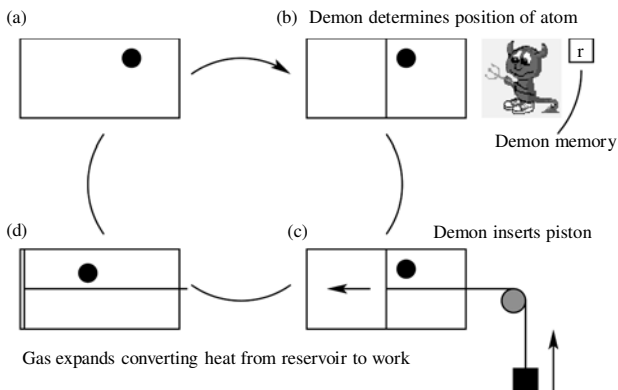 (a)
(b) Demon determines position of atom
r
Demon memory
(d)
(c)
Demon inserts piston
Gas expands converting heat from reservoir to work